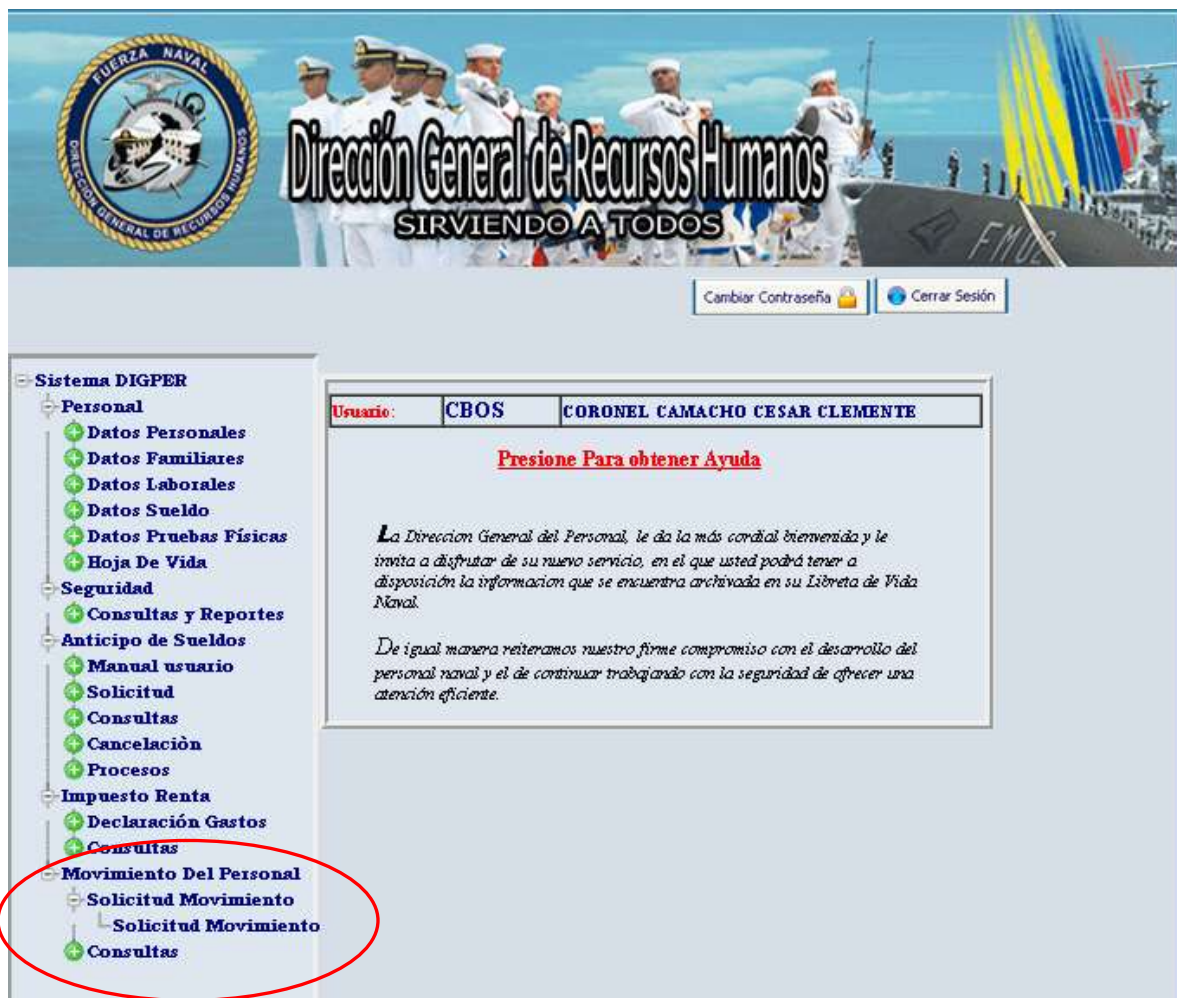 FUERZA NAVAL
DIRECCIÓN GENERAL DE RECURSOS HUMANOS
Dirección General de Recursos Humanos
SIRVIENDO A TODOS
FM02
Cambiar Contraseña
Cerrar Sesión
Sistema DIGPER
Personal
Datos Personales
Datos Familiares
Datos Laborales
Datos Sueldo
Datos Pruebas Físicas
Hoja De Vida
Seguridad
Consultas y Reportes
Anticipo de Sueldos
Manual usuario
Solicitud
Consultas
Cancelaciòn
Procesos
Impuesto Renta
Declaración Gastos
Consultas
Movimiento Del Personal
Solicitud Movimiento
Solicitud Movimiento
Consultas
Usuario: CBOS CORONEL CAMACHO CESAR CLEMENTE
Presione Para obtener Ayuda
La Direccion General del Personal, le da la más cordial bienvenida y le
invita a disfrutar de su nuevo servicio, en el que usted podrá tener a
disposición la informacion que se encuentra archivada en su Libreta de Vida
Naval.
De igual manera reiteramos nuestro firme compromiso con el desarrollo del
personal naval y el de continuar trabajando con la seguridad de ofrecer una
atención eficiente.